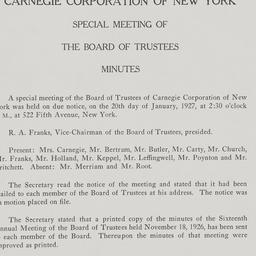 CARNEGIE CORPORATION OF NEW YORK
SPECIAL MEETING OF
THE BOARD OF TRUSTEES
MINUTES
A special meeting of the Board of Trustees of Carnegie Corporation of New
ork was held on due notice, on the 20th day of January, 1927, at 2:30 o'clock
M., at 522 Fifth Avenue, New York.
R. A. Franks, Vice-Chairman of the Board of Trustees, presided.
Present: Mrs. Carnegie, Mr. Bertram, Mr. Butler, Mr. Carty, Mr. Church,
Mr. Franks, Mr. Holland, Mr. Keppel, Mr. Leffingwell, Mr. Poynton and Mr.
ritchett. Absent: Mr. Merriam and Mr. Root.
The Secretary read the notice of the meeting and stated that it had been
ailed to each member of the Board of Trustees at his address. The notice was
n motion placed on file.
The Secretary stated that a printed copy of the minutes of the Sixteenth
nnual Meeting of the Board of Trustees held November 18, 1926, has been sent
o each member of the Board. Thereupon the minutes of that meeting were
pproved as printed.